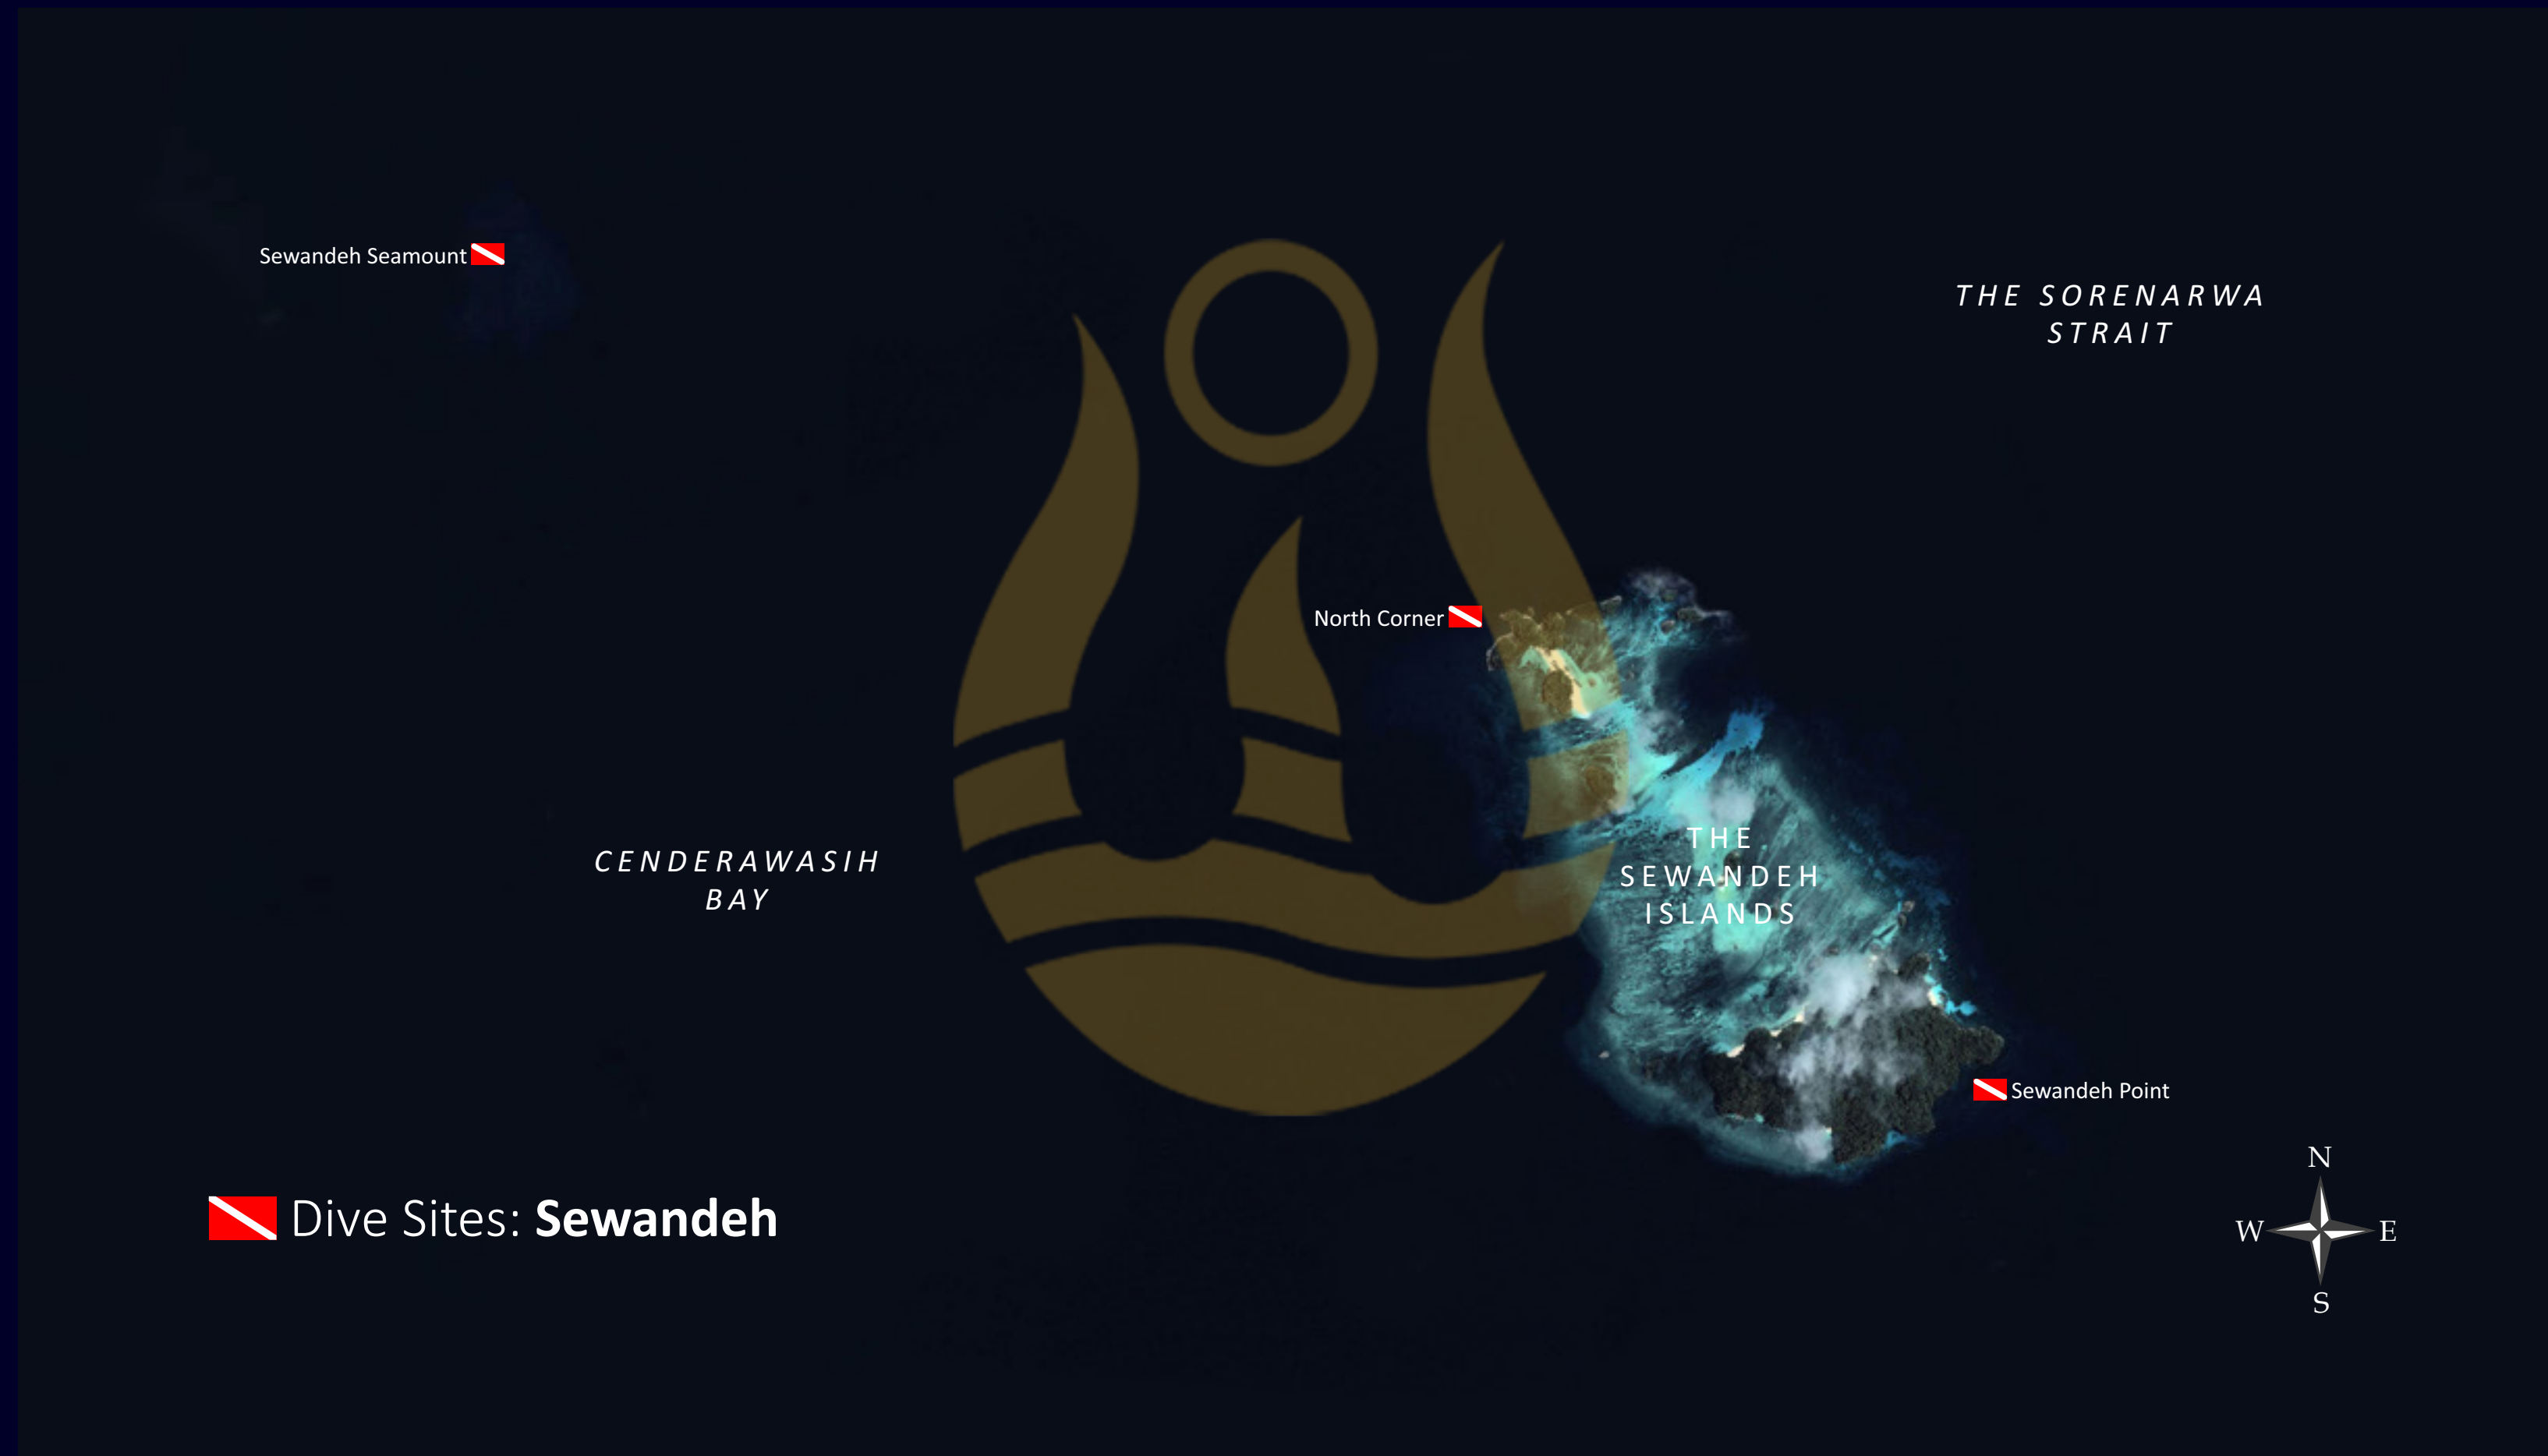 Sewandeh Seamount
THE SORENARWA
STRAIT
North Corner
CENDERAWASIH
BAY
THE
SEWANDEH
ISLANDS
Sewandeh Point
Dive Sites: Sewandeh
N
W
E
S